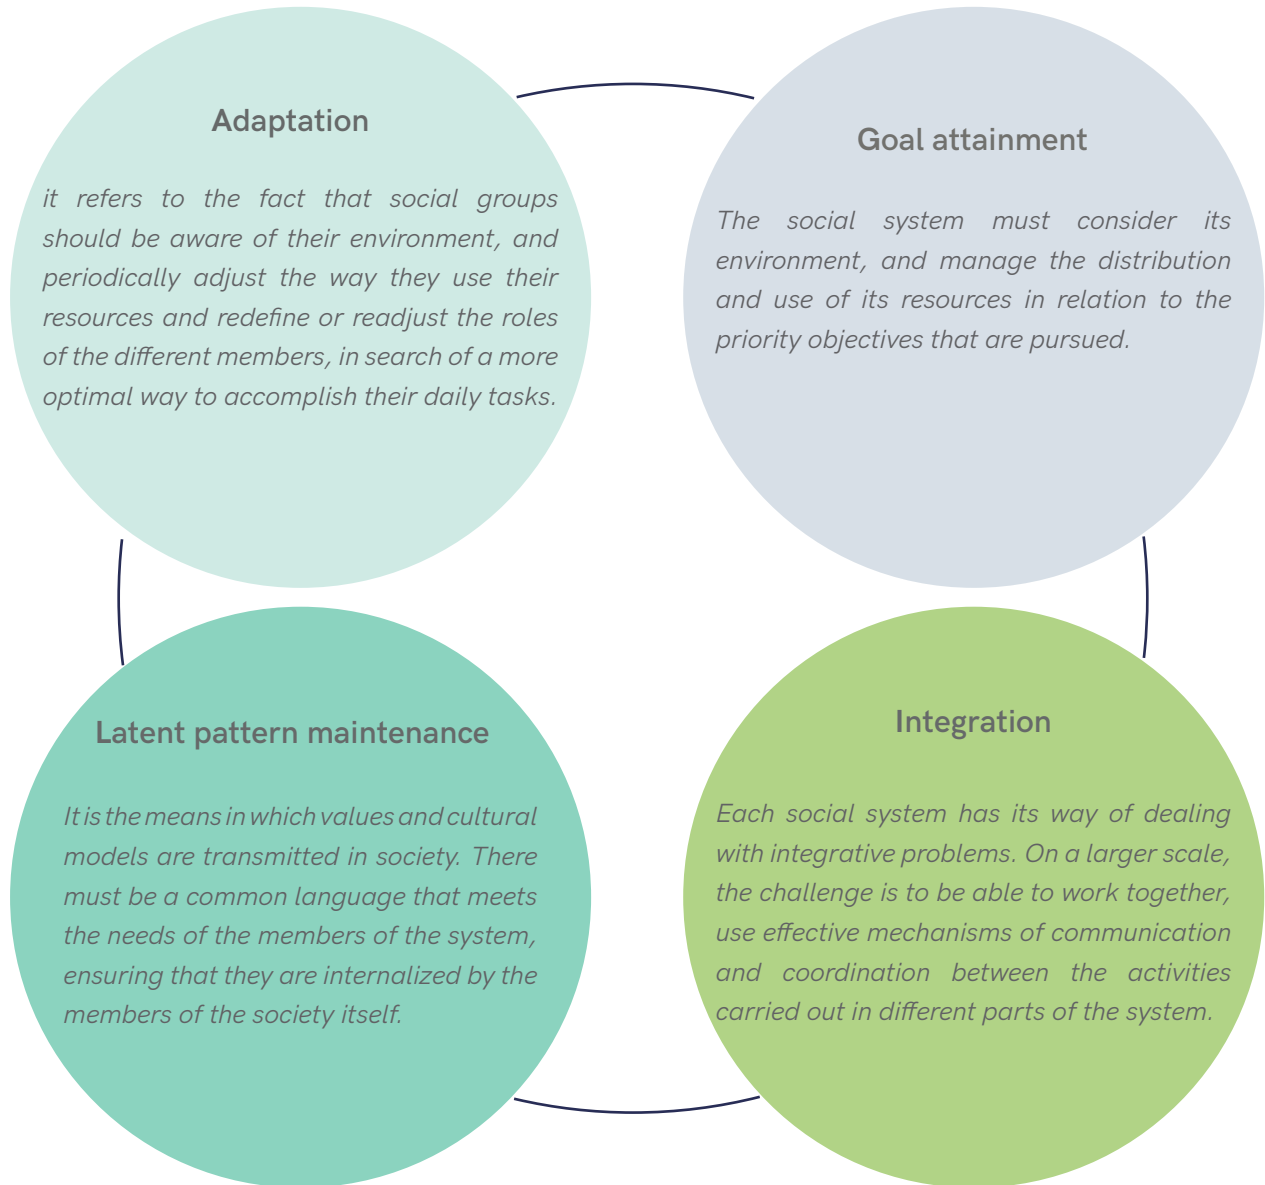 Adaptation
it refers to the fact that social groups
should be aware of their environment, and
periodically adjust the way they use their
resources and redefine or readjust the roles
of the different members, in search of a more
optimal way to accomplish their daily tasks.
Goal attainment
The social system must consider its
environment, and manage the distribution
and use of its resources in relation to the
priority objectives that are pursued.
Latent pattern maintenance
It is the means in which values and cultural
models are transmitted in society. There
must be a common language that meets
the needs of the members of the system,
ensuring that they are internalized by the
members of the society itself.
Integration
Each social system has its way of dealing
with integrative problems. On a larger scale,
the challenge is to be able to work together,
use effective mechanisms of communication
and coordination between the activities
carried out in different parts of the system.